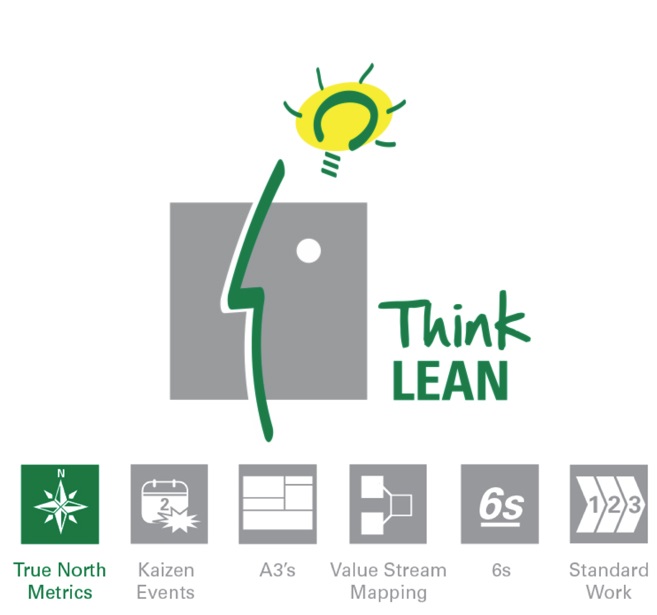 Think
LEAN
N
2
6s
1 2 3
True North
Metrics
Kaizen
Events
A3's
Value Stream
Mapping
6s
Standard
Work